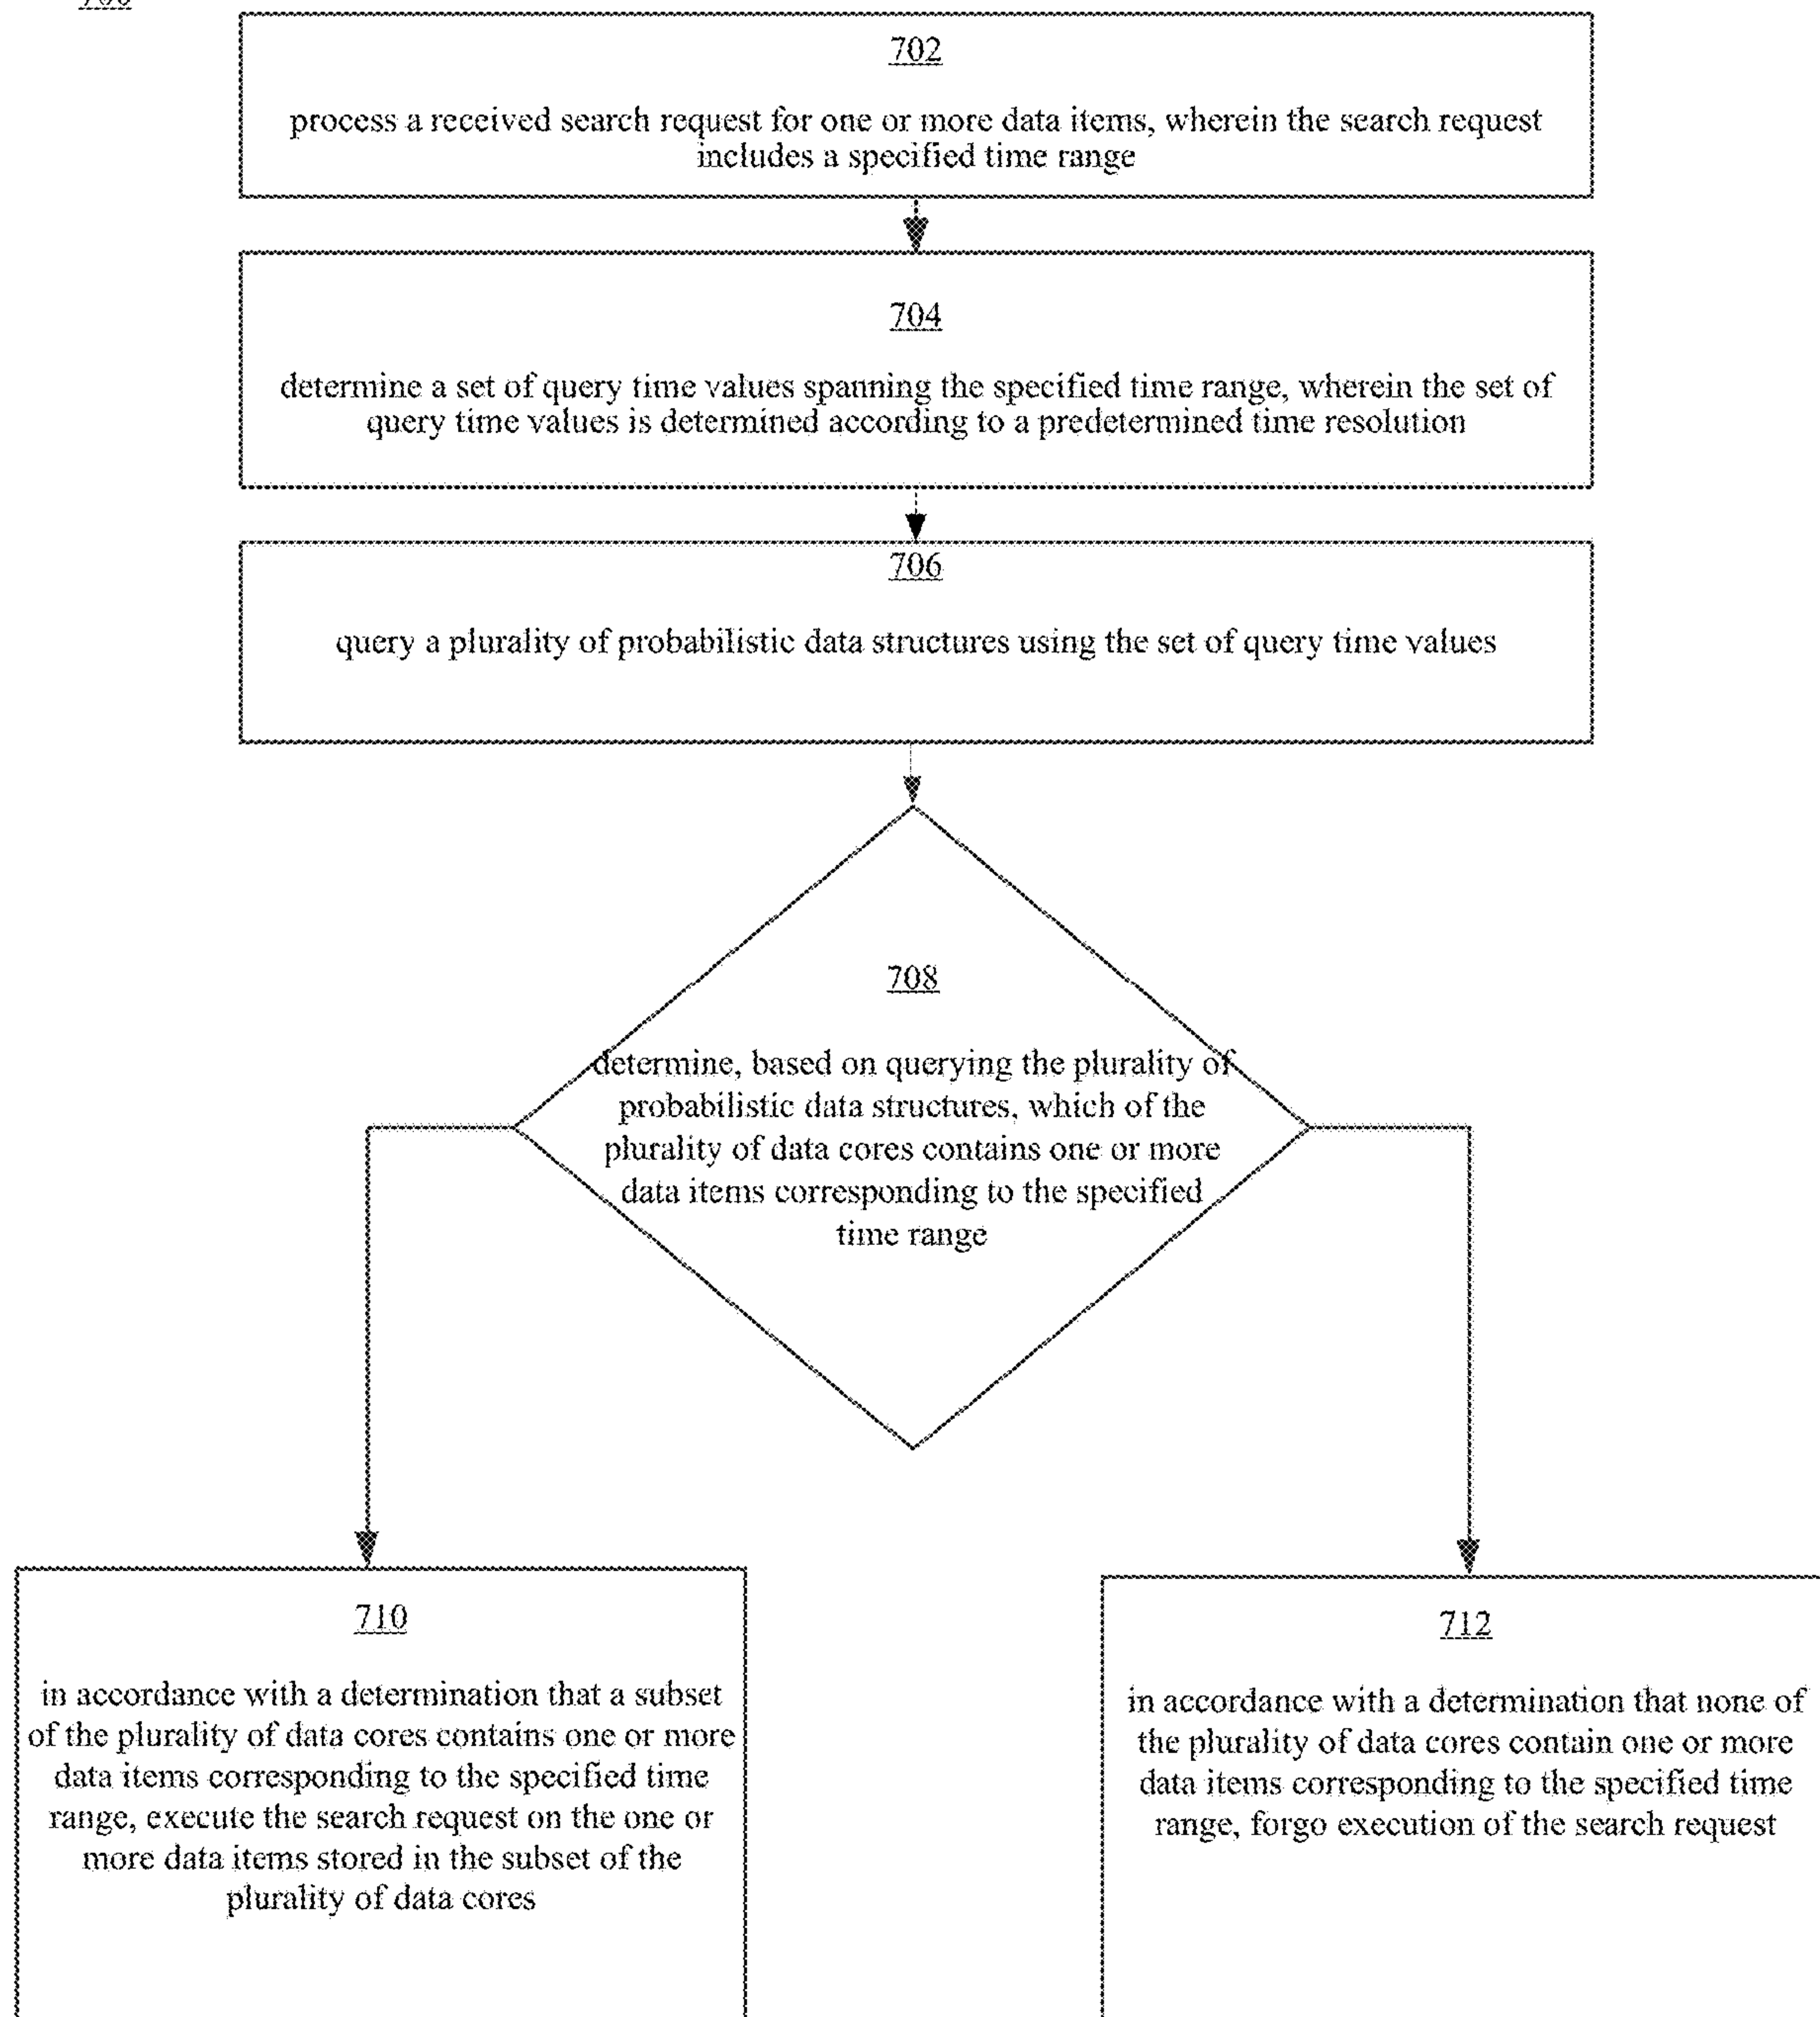 702
process a received search request for one or more data items, wherein the search request
includes a specified time range
704
determine a set of query time values spanning the specified time range, wherein the set of
query time values is determined according to a predetermined time resolution
706
query a plurality of probabilistic data structures using the set of query time values
708
determine, based on querying the plurality of
probabilistic data structures, which of the
plurality of data cores contains one or more
data items corresponding to the specified
time range
710
in accordance with a determination that a subset
of the plurality of data cores contains one or more
data items corresponding to the specified time
range, execute the search request on the one or
more data items stored in the subset of the
plurality of data cores
712
in accordance with a determination that none of
the plurality of data cores contain one or more
data items corresponding to the specified time
range, forgo execution of the search request